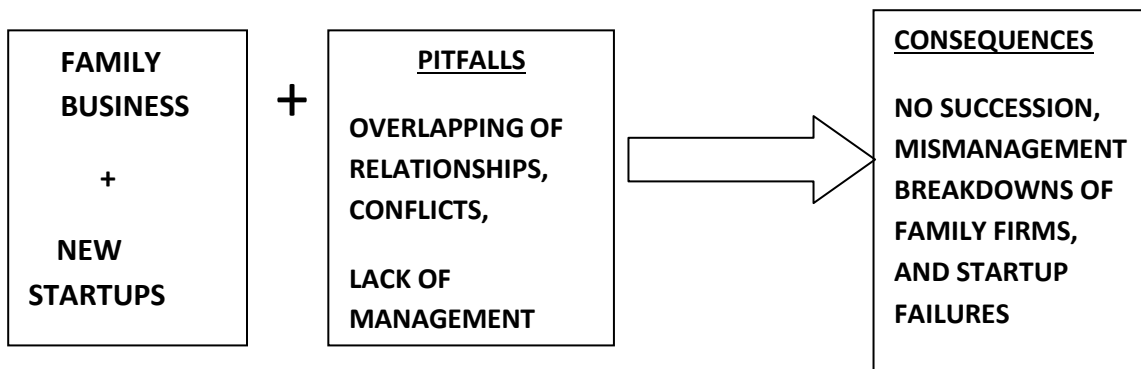 FAMILY
BUSINESS
+
NEW
STARTUPS
+
PITFALLS
OVERLAPPING OF
RELATIONSHIPS,
CONFLICTS,
LACK OF
MANAGEMENT
CONSEQUENCES
NO SUCCESSION,
MISMANAGEMENT
BREAKDOWNS OF
FAMILY FIRMS,
AND STARTUP
FAILURES